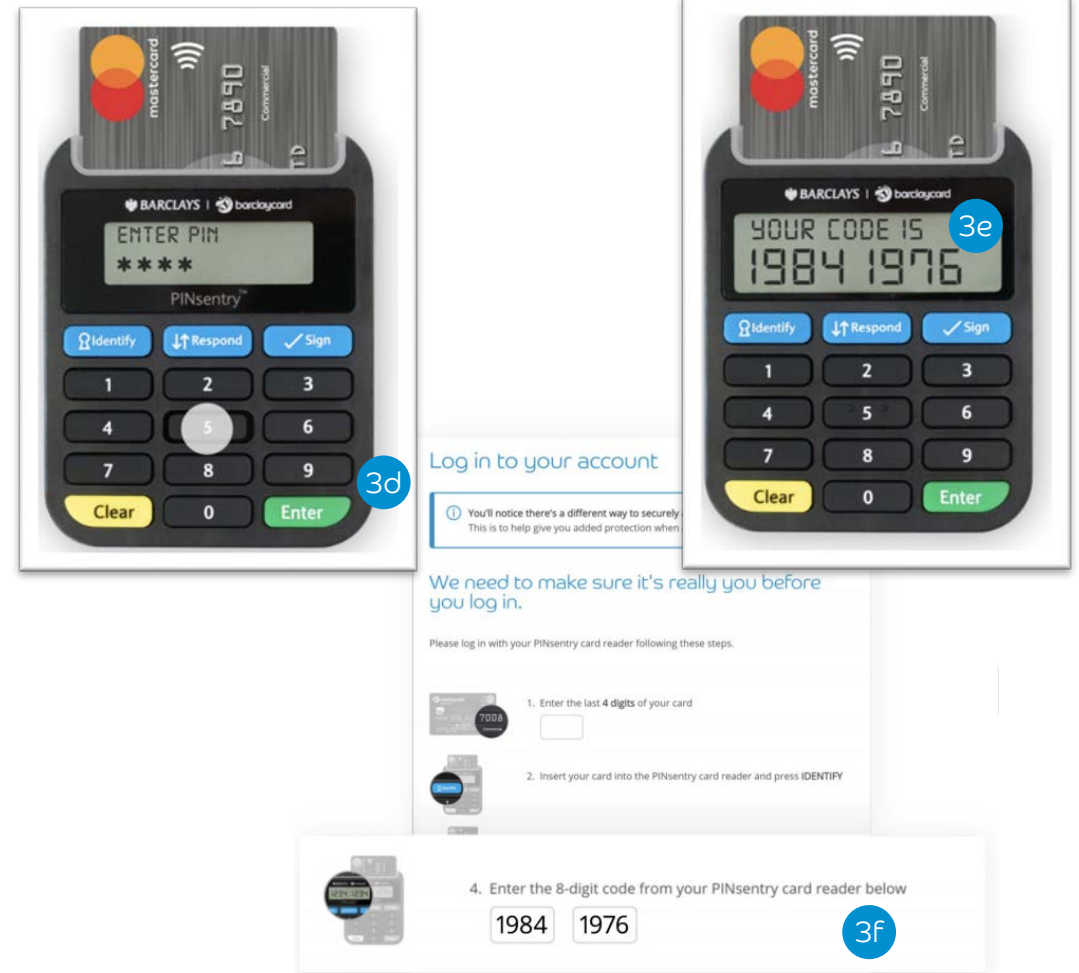 mastercard
7890
Commercial
BARCLAYS | barclaycard
ENTER PIN
****
PINsentry™
Identify Respond Sign
1 2 3
4 5 6
7 8 9
Clear 0 Enter
3d
mastercard
7890
Commercial
BARCLAYS | barclaycard
YOUR CODE IS
1984 1976
3e
Identify Respond Sign
1 2 3
4 5 6
7 8 9
Clear 0 Enter
Log in to your account
You'll notice there's a different way to securely
This is to help give you added protection when
We need to make sure it's really you before
you log in.
Please log in with your PINsentry card reader following these steps.
7008
1. Enter the last 4 digits of your card
Identify
2. Insert your card into the PINsentry card reader and press IDENTIFY
1234 1234
4. Enter the 8-digit code from your PINsentry card reader below
1984 1976
3f